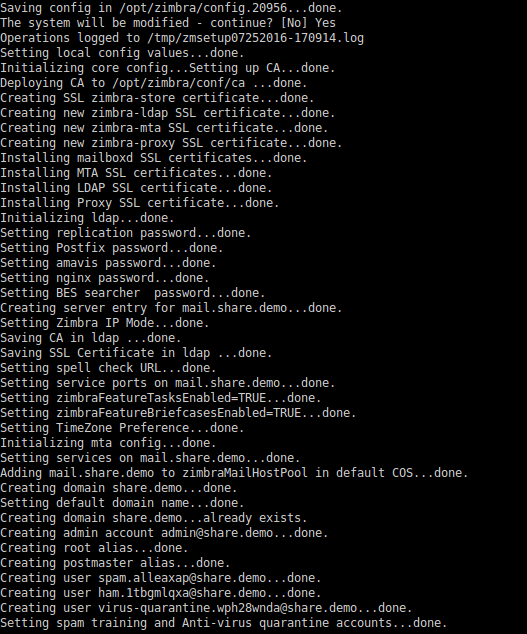 Saving config in /opt/zimbra/config.20956...done.
The system will be modified - continue? [No] Yes
Operations logged to /tmp/zmsetup07252016-170914.log
Setting local config values...done.
Initializing core config...Setting up CA...done.
Deploying CA to /opt/zimbra/conf/ca ...done.
Creating SSL zimbra-store certificate...done.
Creating new zimbra-ldap SSL certificate...done.
Creating new zimbra-mta SSL certificate...done.
Creating new zimbra-proxy SSL certificate...done.
Installing mailboxd SSL certificates...done.
Installing MTA SSL certificates...done.
Installing LDAP SSL certificate...done.
Installing Proxy SSL certificate...done.
Initializing ldap...done.
Setting replication password...done.
Setting Postfix password...done.
Setting amavis password...done.
Setting nginx password...done.
Setting BES searcher  password...done.
Creating server entry for mail.share.demo...done.
Setting Zimbra IP Mode...done.
Saving CA in ldap ...done.
Saving SSL Certificate in ldap ...done.
Setting spell check URL...done.
Setting service ports on mail.share.demo...done.
Setting zimbraFeatureTasksEnabled=TRUE...done.
Setting zimbraFeatureBriefcasesEnabled=TRUE...done.
Setting TimeZone Preference...done.
Initializing mta config...done.
Setting services on mail.share.demo...done.
Adding mail.share.demo to zimbraMailHostPool in default COS...done.
Creating domain share.demo...done.
Setting default domain name...done.
Creating domain share.demo...already exists.
Creating admin account admin@share.demo...done.
Creating root alias...done.
Creating postmaster alias...done.
Creating user spam.alleaxap@share.demo...done.
Creating user ham.1tbgmlqxa@share.demo...done.
Creating user virus-quarantine.wph28wnda@share.demo...done.
Setting spam training and Anti-virus quarantine accounts...done.